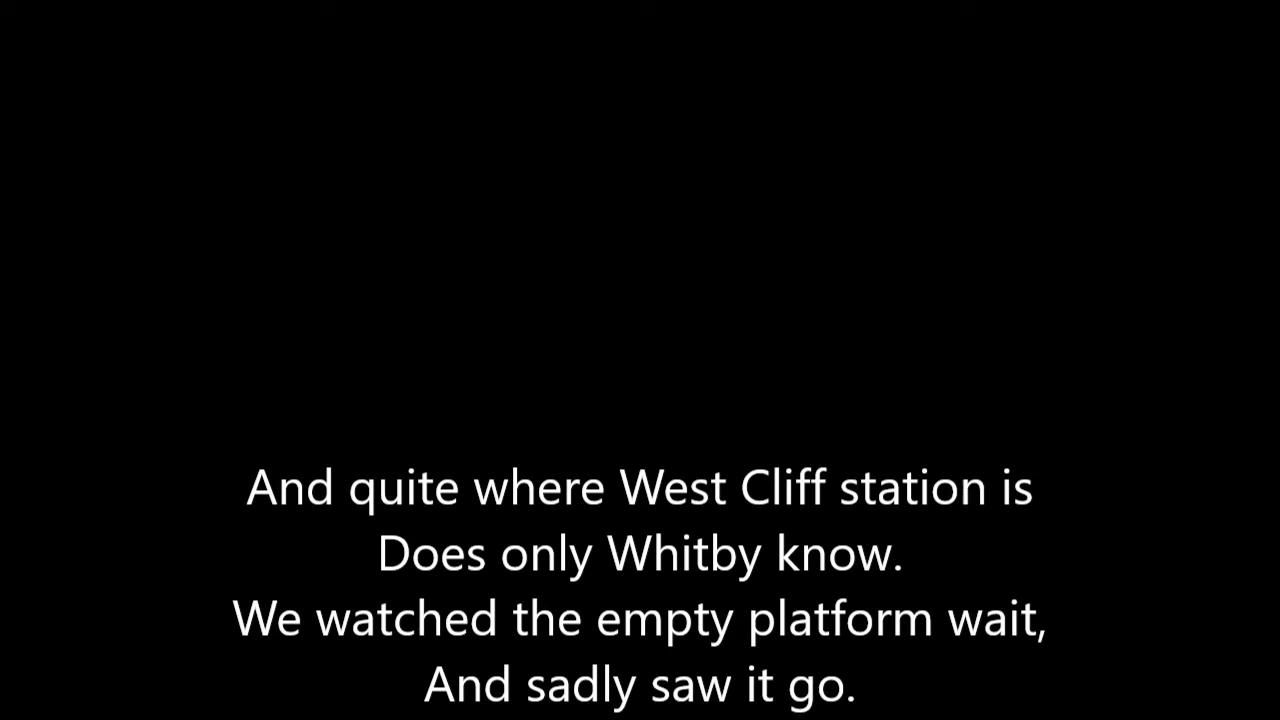 And quite where West Cliff station is
Does only Whitby know.
We watched the empty platform wait,
And sadly saw it go.